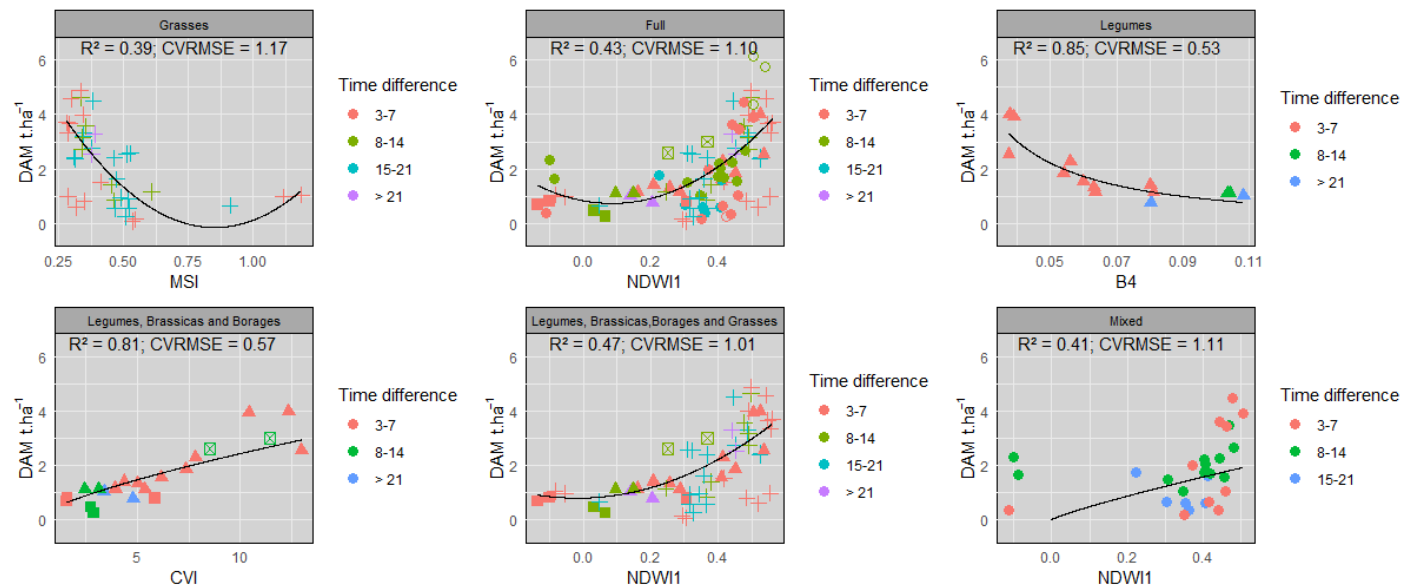 Grasses
R² = 0.39; CVRMSE = 1.17
DAM t.ha⁻¹
6
4
2
0
0.25 0.50 0.75 1.00
MSI
Time difference
3-7
8-14
15-21
> 21
Full
R² = 0.43; CVRMSE = 1.10
DAM t.ha⁻¹
6
4
2
0
0.0 0.2 0.4
NDWI1
Time difference
3-7
8-14
15-21
> 21
Legumes
R² = 0.85; CVRMSE = 0.53
DAM t.ha⁻¹
6
4
2
0
0.05 0.07 0.09 0.11
B4
Time difference
3-7
8-14
> 21
Legumes, Brassicas and Borages
R² = 0.81; CVRMSE = 0.57
DAM t.ha⁻¹
6
4
2
0
5 10
CVI
Time difference
3-7
8-14
> 21
Legumes, Brassicas,Borages and Grasses
R² = 0.47; CVRMSE = 1.01
DAM t.ha⁻¹
6
4
2
0
0.0 0.2 0.4
NDWI1
Time difference
3-7
8-14
15-21
> 21
Mixed
R² = 0.41; CVRMSE = 1.11
DAM t.ha⁻¹
6
4
2
0
0.0 0.2 0.4
NDWI1
Time difference
3-7
8-14
15-21